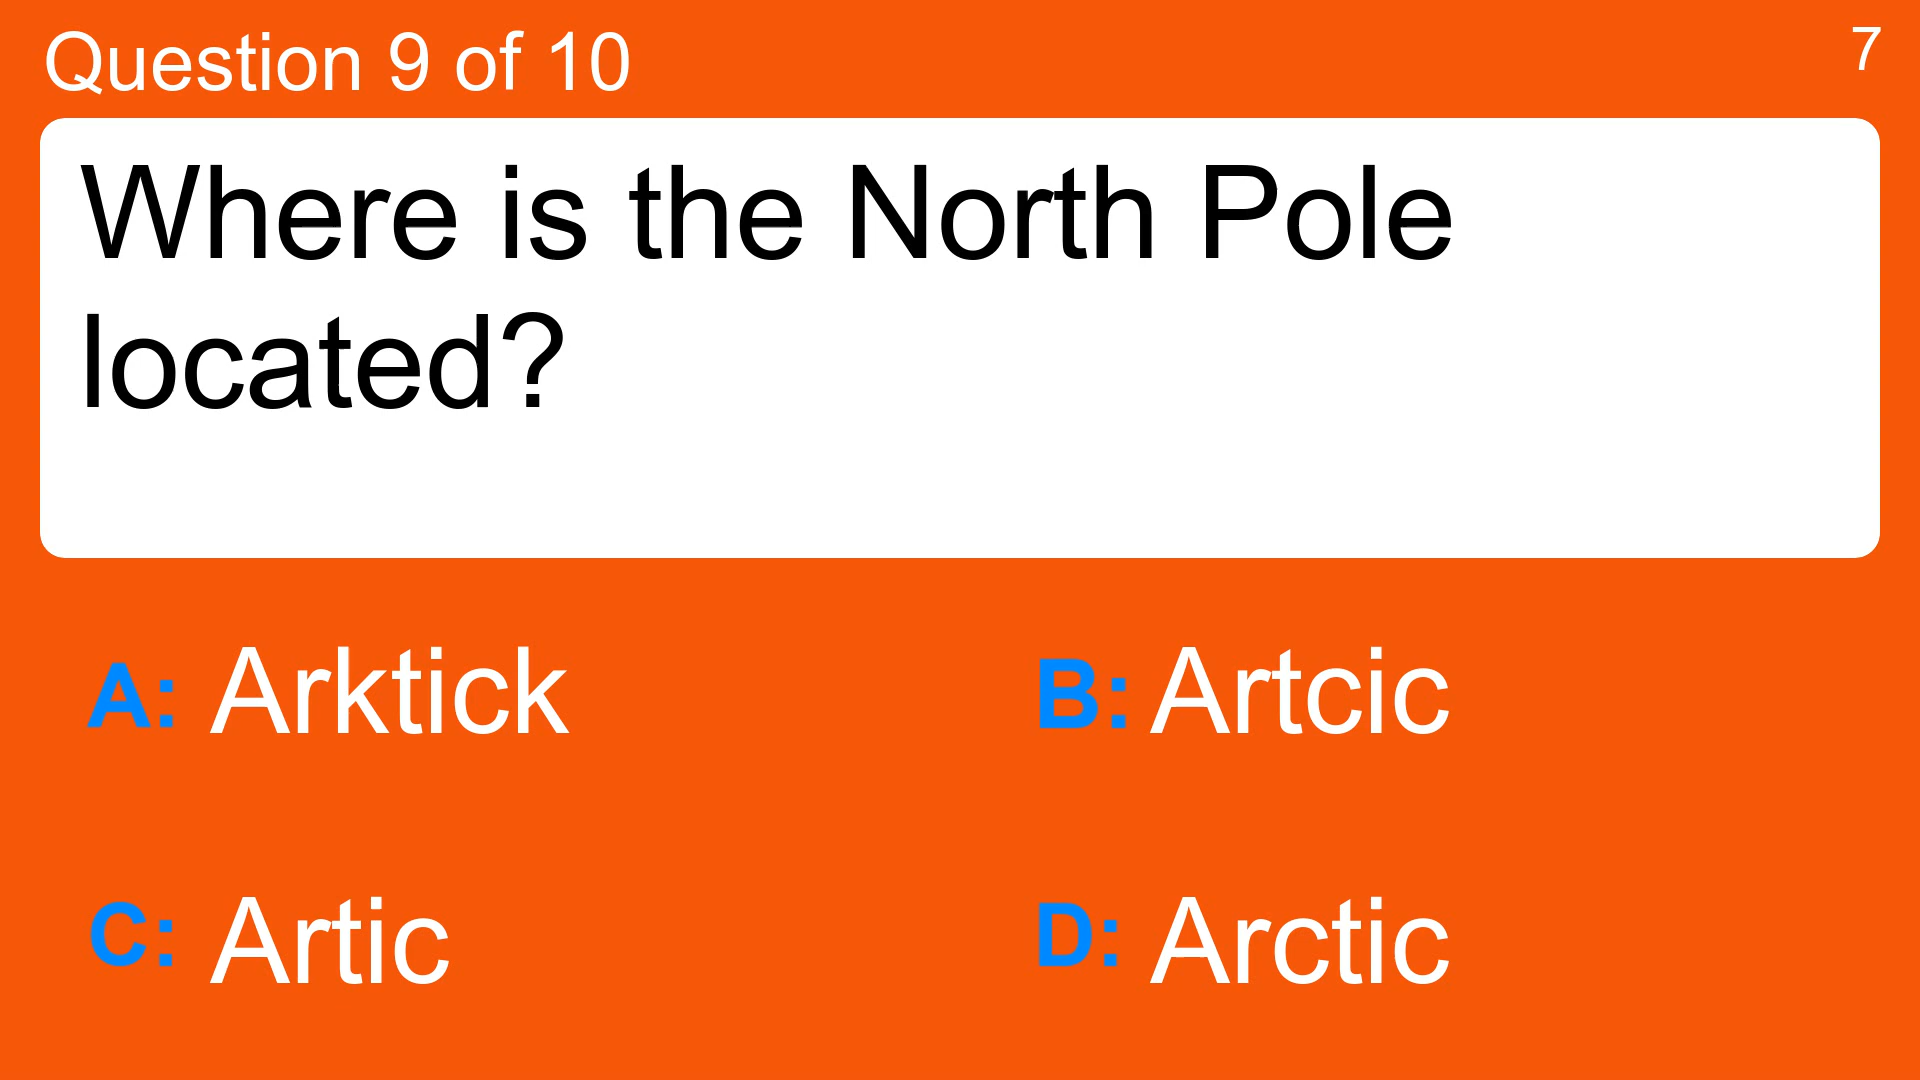 Question 9 of 10
7
Where is the North Pole
located?
A: Arktick
B: Artcic
C: Artic
D: Arctic